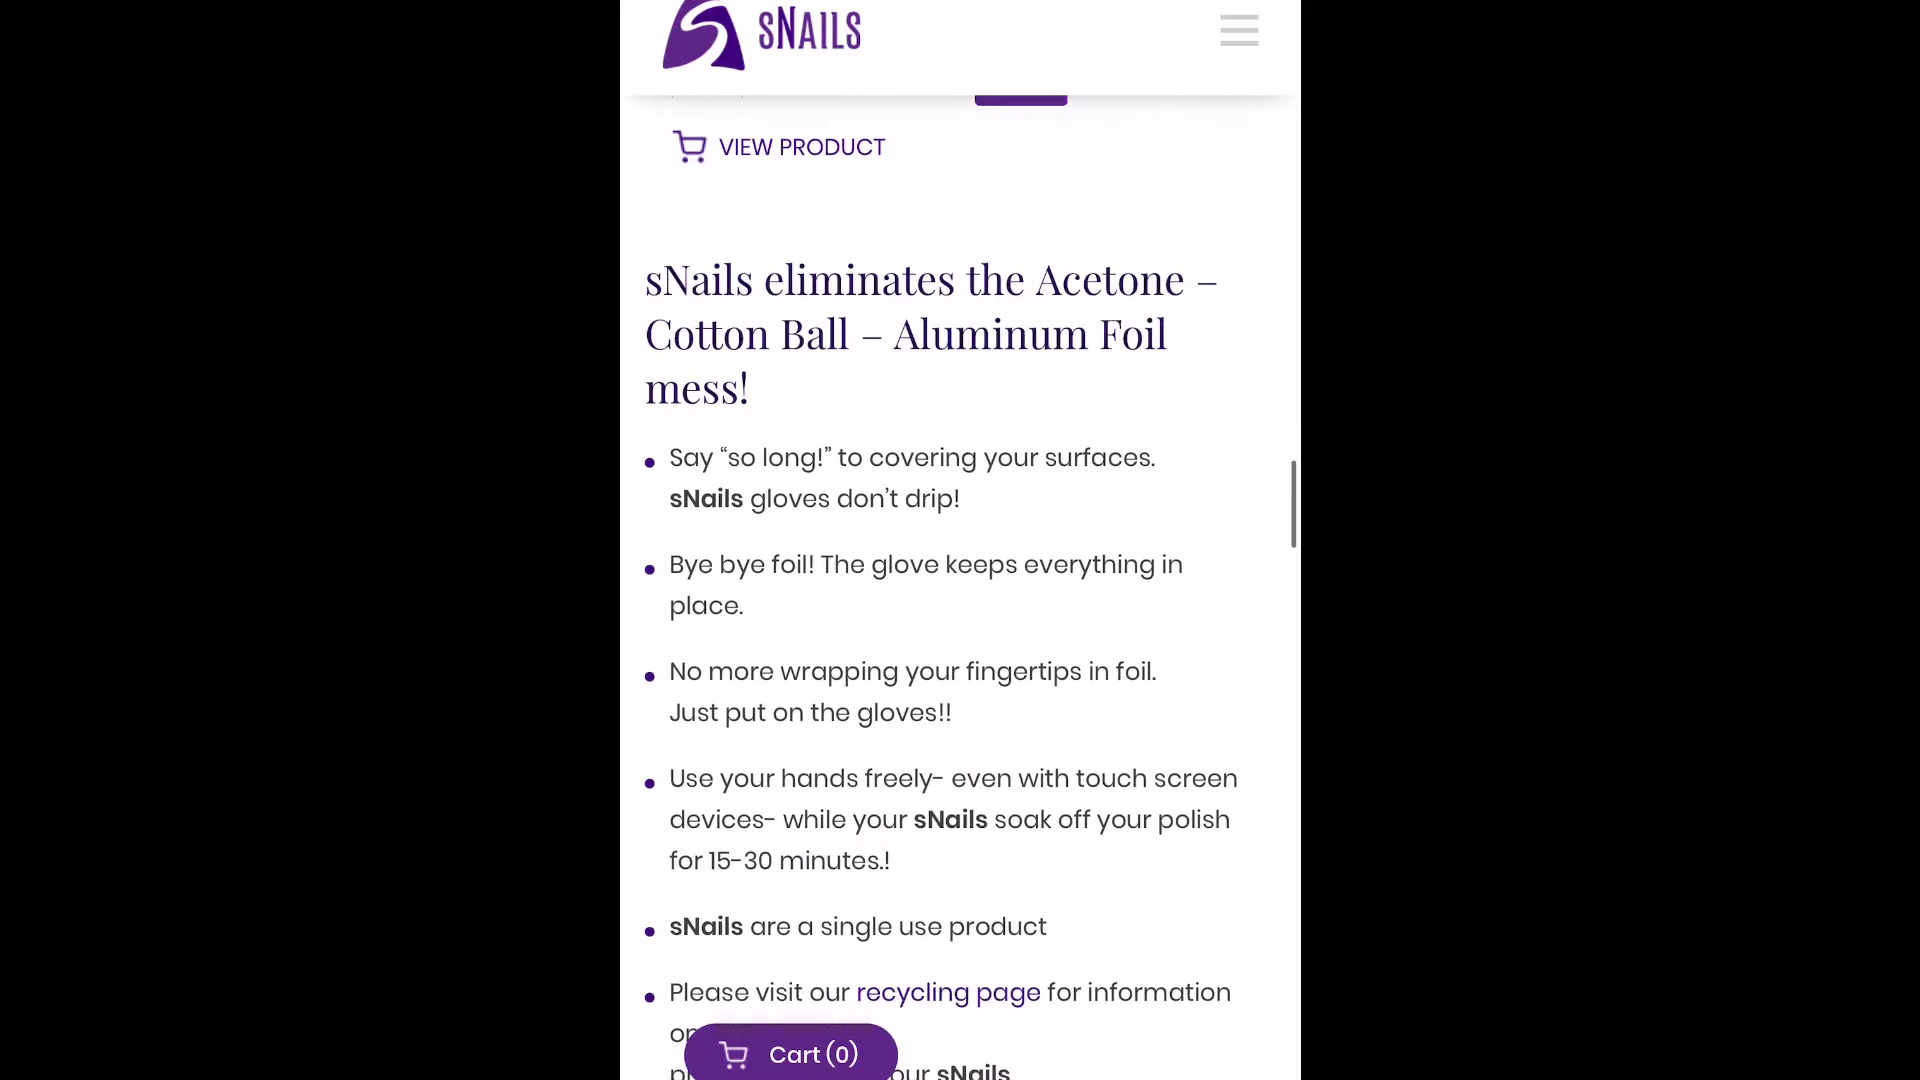 sNAILS
VIEW PRODUCT
sNails eliminates the Acetone –
Cotton Ball – Aluminum Foil
mess!
Say “so long!” to covering your surfaces.
sNails gloves don’t drip!
Bye bye foil! The glove keeps everything in
place.
No more wrapping your fingertips in foil.
Just put on the gloves!!
Use your hands freely- even with touch screen
devices- while your sNails soak off your polish
for 15-30 minutes.!
sNails are a single use product
Please visit our recycling page for information
Cart (0)
sNails